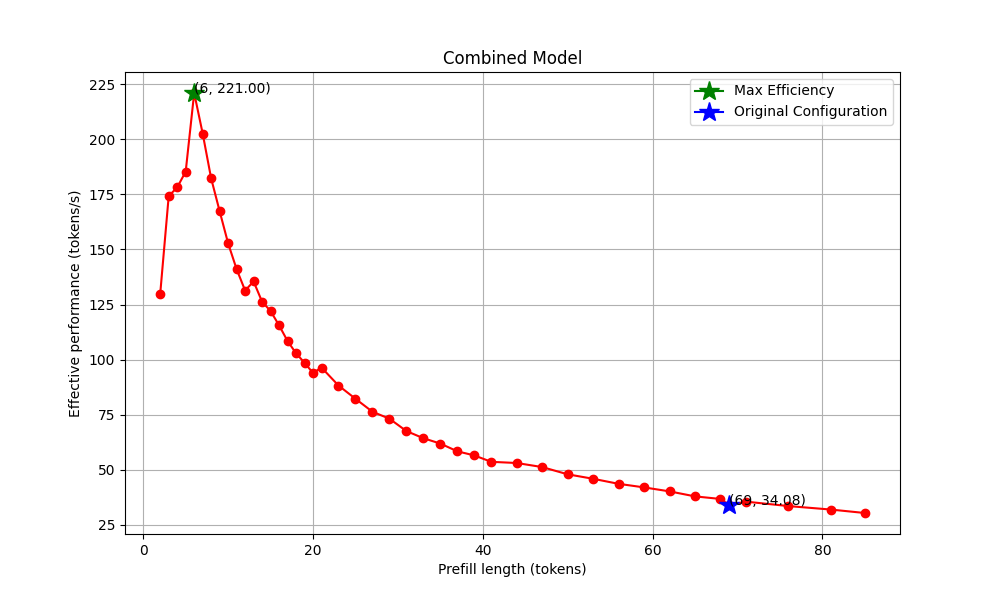 Combined Model
(6, 221.00)
Max Efficiency
Original Configuration
(69, 34.08)
Effective performance (tokens/s)
225
200
175
150
125
100
75
50
25
0 20 40 60 80
Prefill length (tokens)